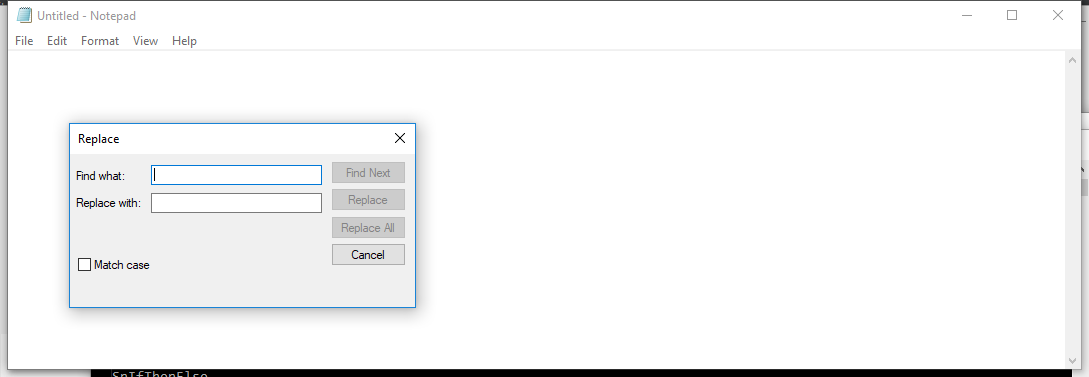 Untitled - Notepad
File Edit Format View Help
Replace
Find what:
Find Next
Replace with:
Replace
Replace All
Cancel
Match case
SnIfThenElse